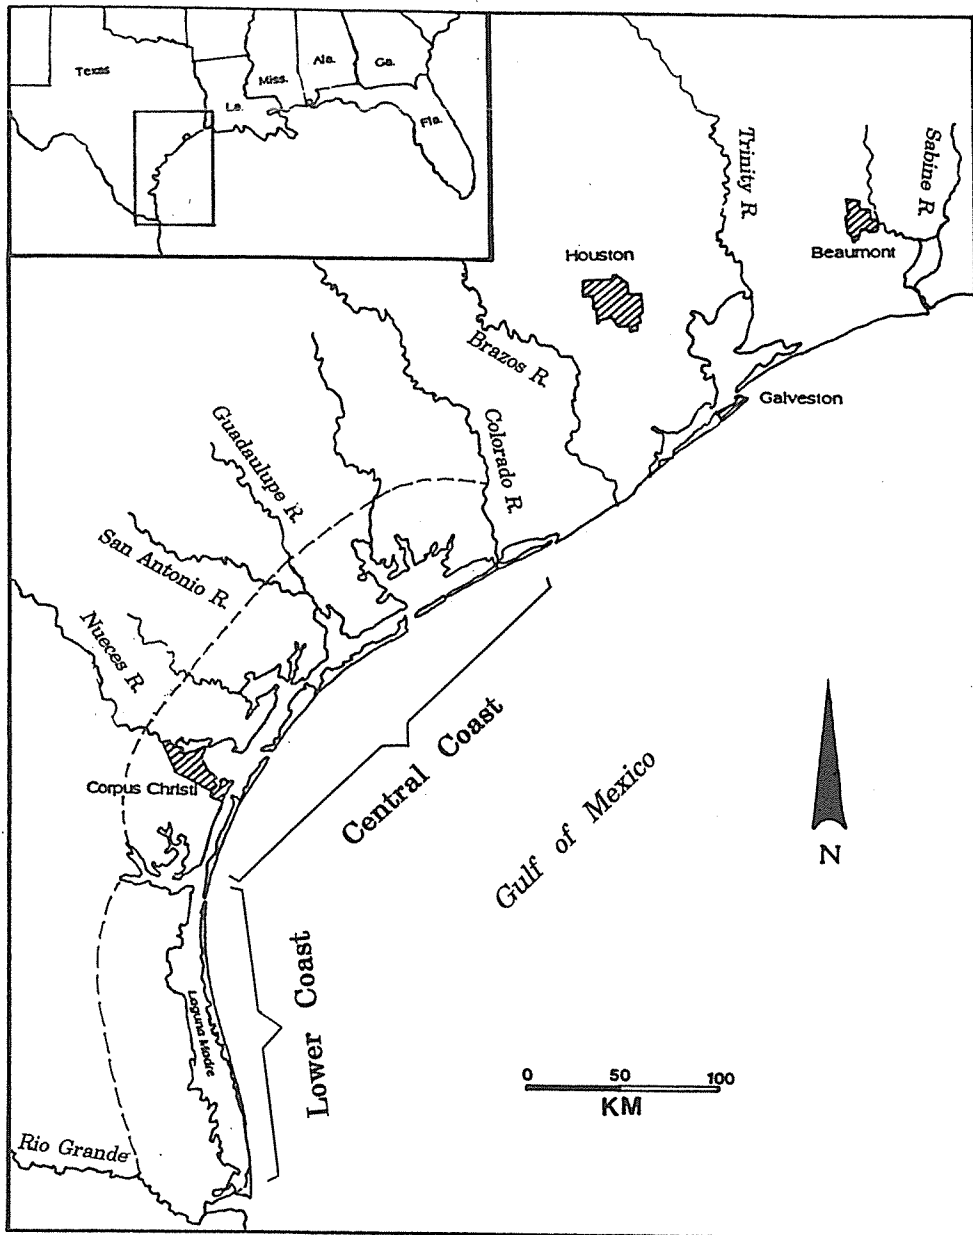 Texas
La.
Miss.
Ala.
Ga.
Fla.
Trinity R.
Sabine R.
Houston
Beaumont
Brazos R.
Galveston
Guadaulupe R.
Colorado R.
San Antonio R.
Nueces R.
Corpus Christi
Central Coast
Gulf of Mexico
N
Lower Coast
Laguna Madre
0 50 100
KM
Rio Grande